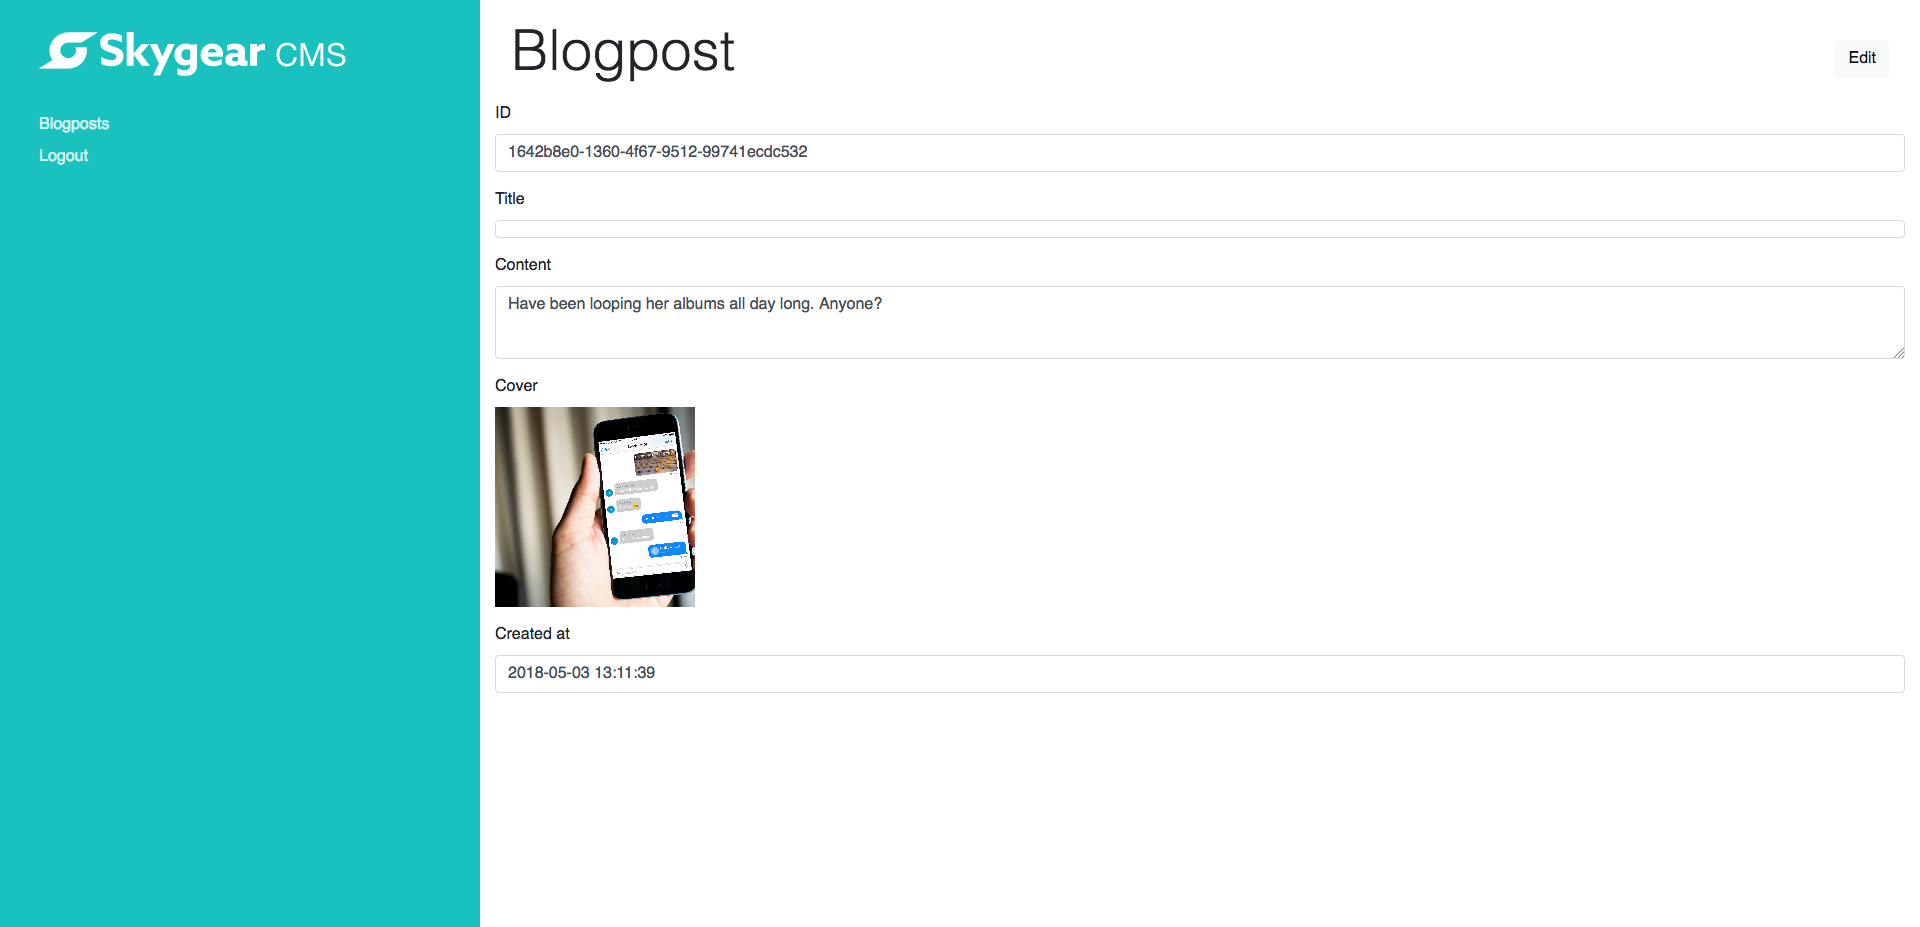 Skygear CMS
Blogposts
Logout
Blogpost
Edit
ID
1642b8e0-1360-4f67-9512-99741ecdc532
Title
Content
Have been looping her albums all day long. Anyone?
Cover
Created at
2018-05-03 13:11:39